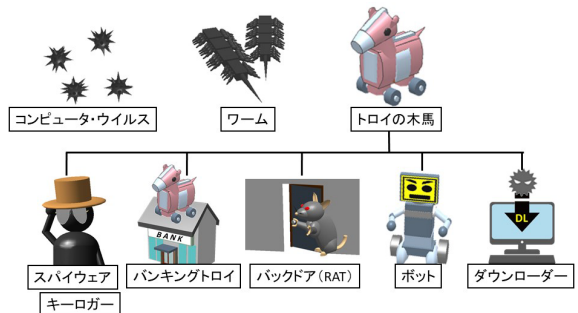 コンピュータ・ウイルス
ワーム
トロイの木馬
BANK
DL
スパイウェア
バンキングトロイ
バックドア（RAT）
ボット
ダウンローダー
キーロガー